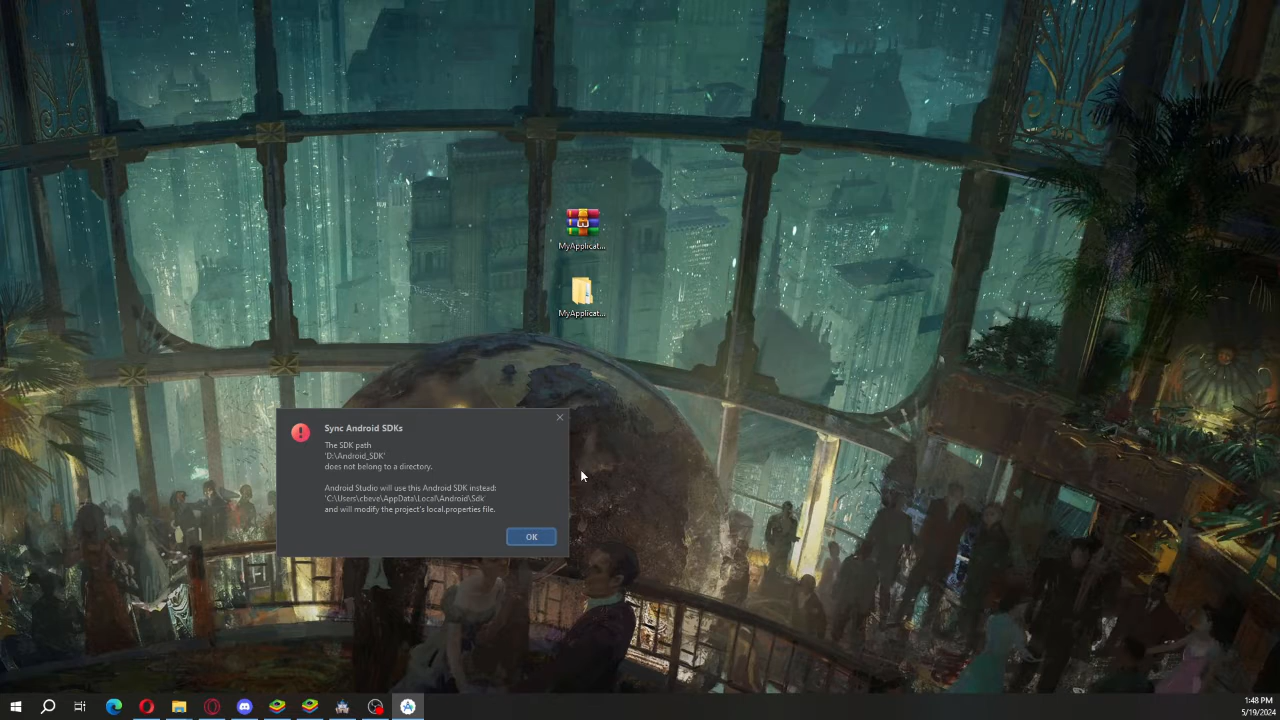 MyApplicat...
MyApplicat...
Sync Android SDKs
The SDK path
'D:\Android_SDK'
does not belong to a directory.
Android Studio will use this Android SDK instead:
'C:\Users\cbeve\AppData\Local\Android\Sdk'
and will modify the project's local.properties file.
OK
1:48 PM
5/19/2024